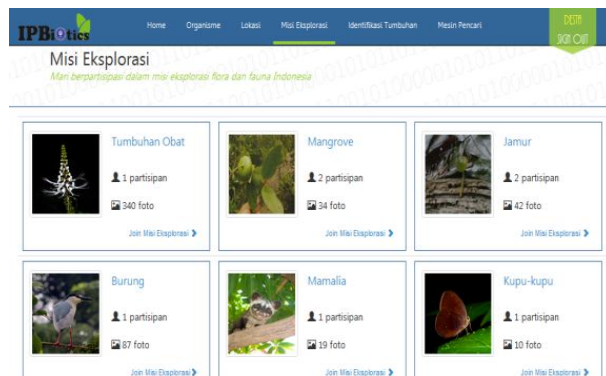 IPBiotics
Home Organisme Lokasi Misi Eksplorasi Identifikasi Tumbuhan Mesin Pencari
DESTA
SIGN OUT
Misi Eksplorasi
Mari berpartisipasi dalam misi eksplorasi flora dan fauna Indonesia
Tumbuhan Obat
1 partisipan
340 foto
Join Misi Eksplorasi
Mangrove
2 partisipan
34 foto
Join Misi Eksplorasi
Jamur
2 partisipan
42 foto
Join Misi Eksplorasi
Burung
1 partisipan
87 foto
Join Misi Eksplorasi
Mamalia
1 partisipan
19 foto
Join Misi Eksplorasi
Kupu-kupu
1 partisipan
10 foto
Join Misi Eksplorasi